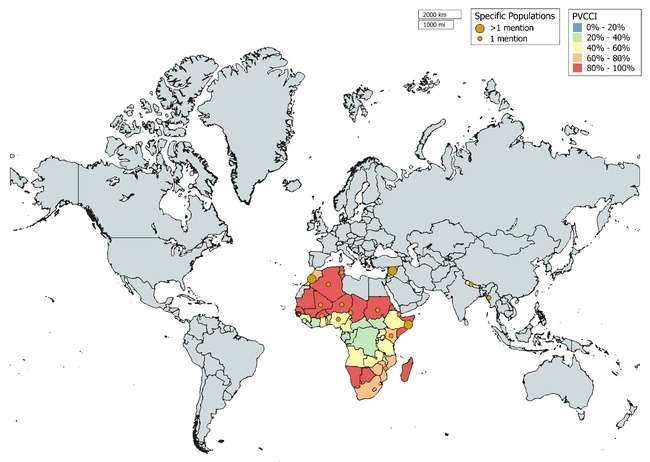 2000 km
1000 mi
Specific Populations
>1 mention
1 mention
PVCCI
0% - 20%
20% - 40%
40% - 60%
60% - 80%
80% - 100%